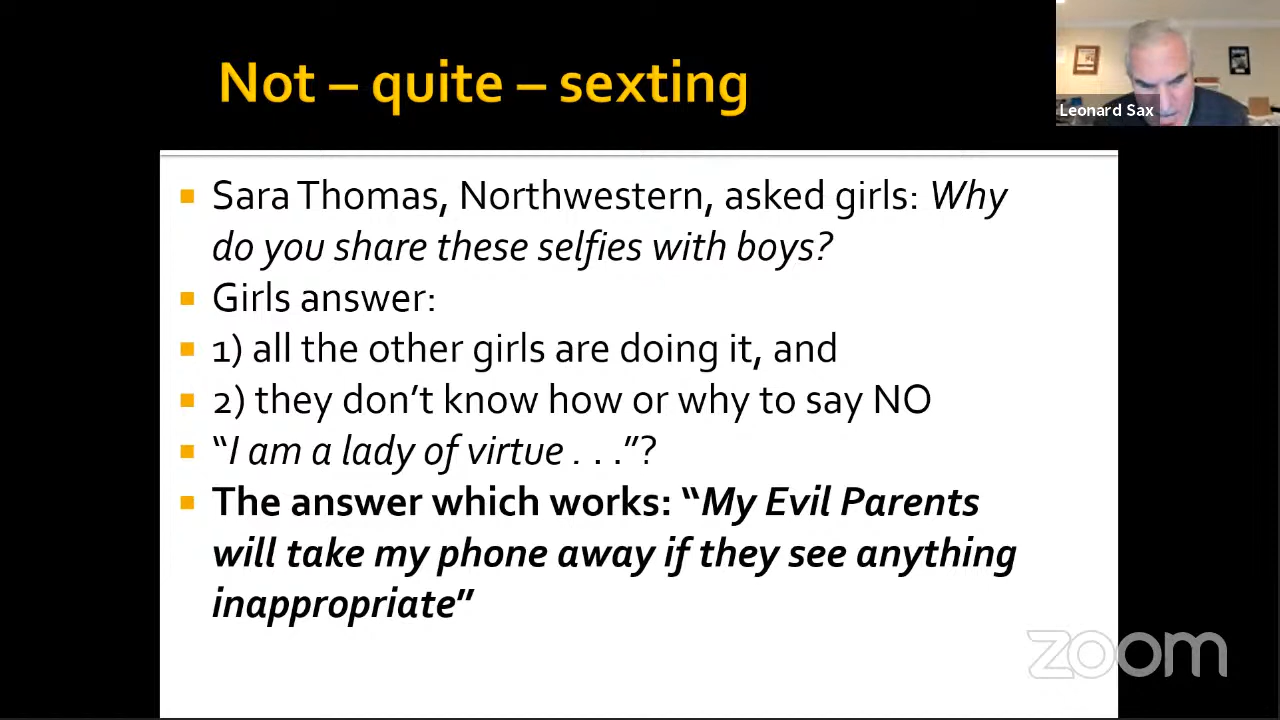 Not – quite – sexting
Leonard Sax
▪ Sara Thomas, Northwestern, asked girls: Why
do you share these selfies with boys?
▪ Girls answer:
▪ 1) all the other girls are doing it, and
▪ 2) they don’t know how or why to say NO
▪ “I am a lady of virtue . . .”?
▪ The answer which works: “My Evil Parents
will take my phone away if they see anything
inappropriate”
zoom